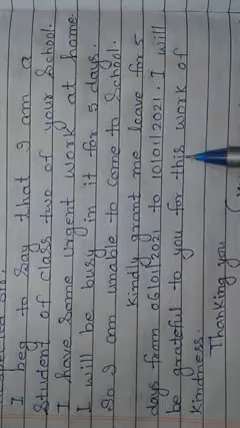 I beg to say that I am a
Student of class two of your School.
I have some urgent work at home
I will be busy in it for 5 days.
So I am unable to come to School.
Kindly grant me leave for 5
days from 06/01/2021 to 10/01/2021. I will
be grateful to you for this work of
kindness.
Thanking you